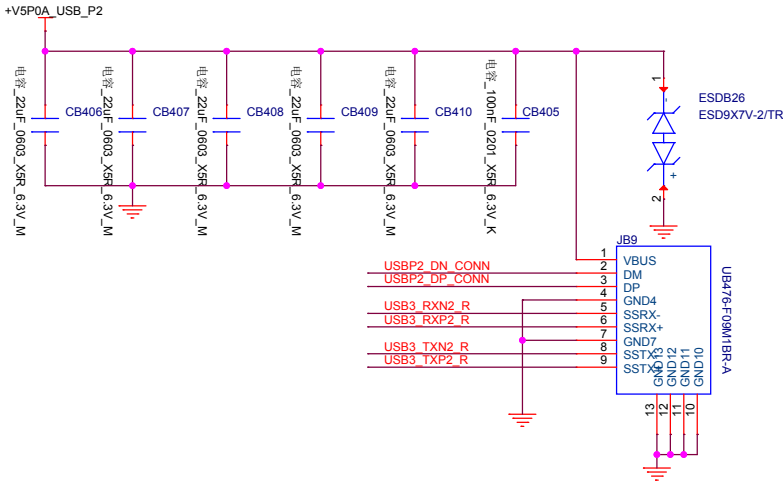 +V5P0A_USB_P2
电容_22uF_0603_X5R_6.3V_M
CB406
电容_22uF_0603_X5R_6.3V_M
CB407
电容_22uF_0603_X5R_6.3V_M
CB408
电容_22uF_0603_X5R_6.3V_M
CB409
电容_22uF_0603_X5R_6.3V_M
CB410
电容_100nF_0201_X5R_6.3V_K
CB405
1
-
ESDB26
ESD9X7V-2/TR
+
2
JB9
UB476-F09M1BR-A
1
VBUS
USBP2_DN_CONN
2
DM
USBP2_DP_CONN
3
DP
4
GND4
USB3_RXN2_R
5
SSRX-
USB3_RXP2_R
6
SSRX+
7
GND7
USB3_TXN2_R
8
SSTX-
USB3_TXP2_R
9
SSTX+
GND13
GND12
GND11
GND10
13
12
11
10